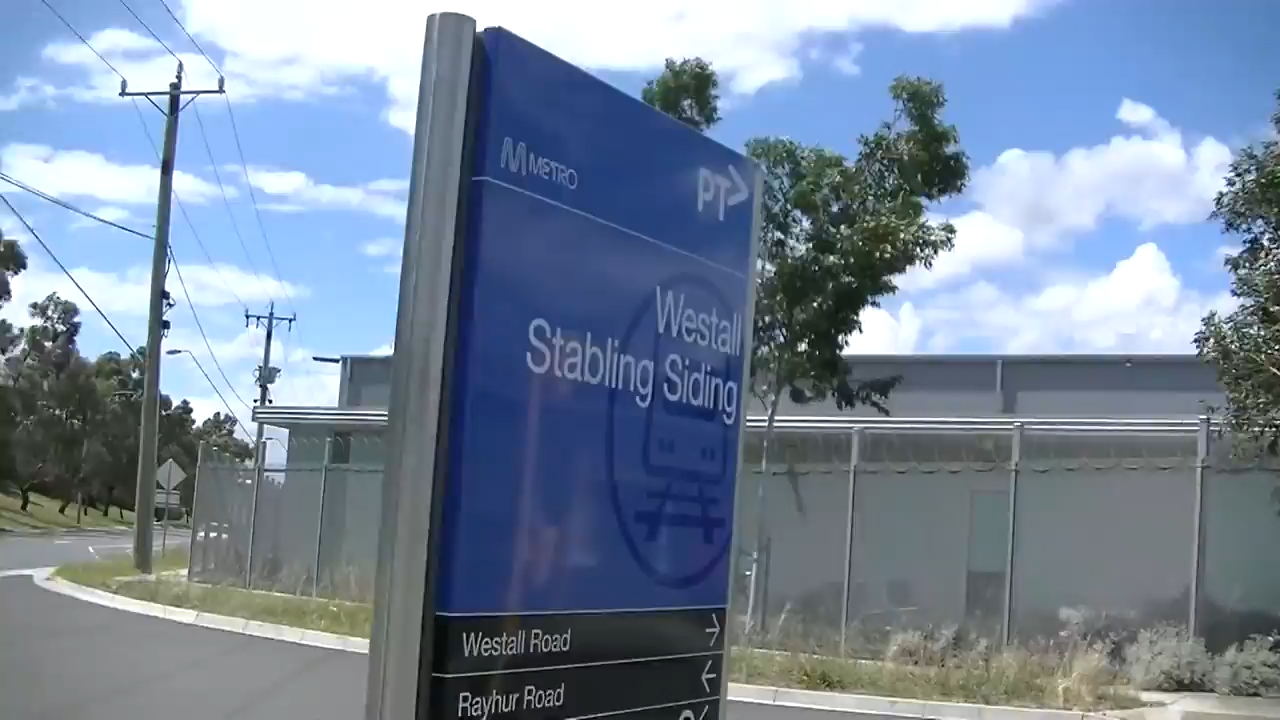 METRO
PT>
Westall
Stabling Siding
Westall Road →
Rayhur Road ←